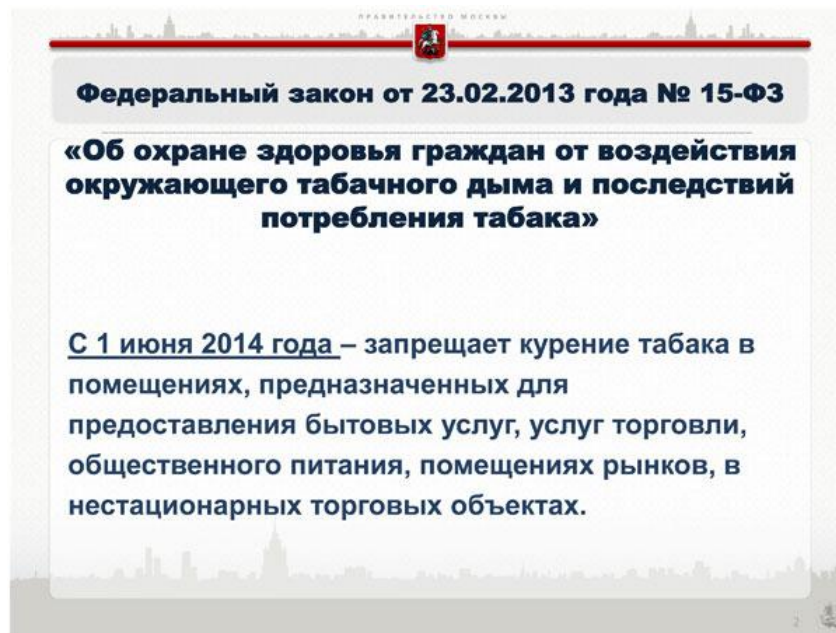 ПРАВИТЕЛЬСТВО МОСКВЫ
Федеральный закон от 23.02.2013 года № 15-ФЗ
«Об охране здоровья граждан от воздействия
окружающего табачного дыма и последствий
потребления табака»
С 1 июня 2014 года – запрещает курение табака в
помещениях, предназначенных для
предоставления бытовых услуг, услуг торговли,
общественного питания, помещениях рынков, в
нестационарных торговых объектах.
2